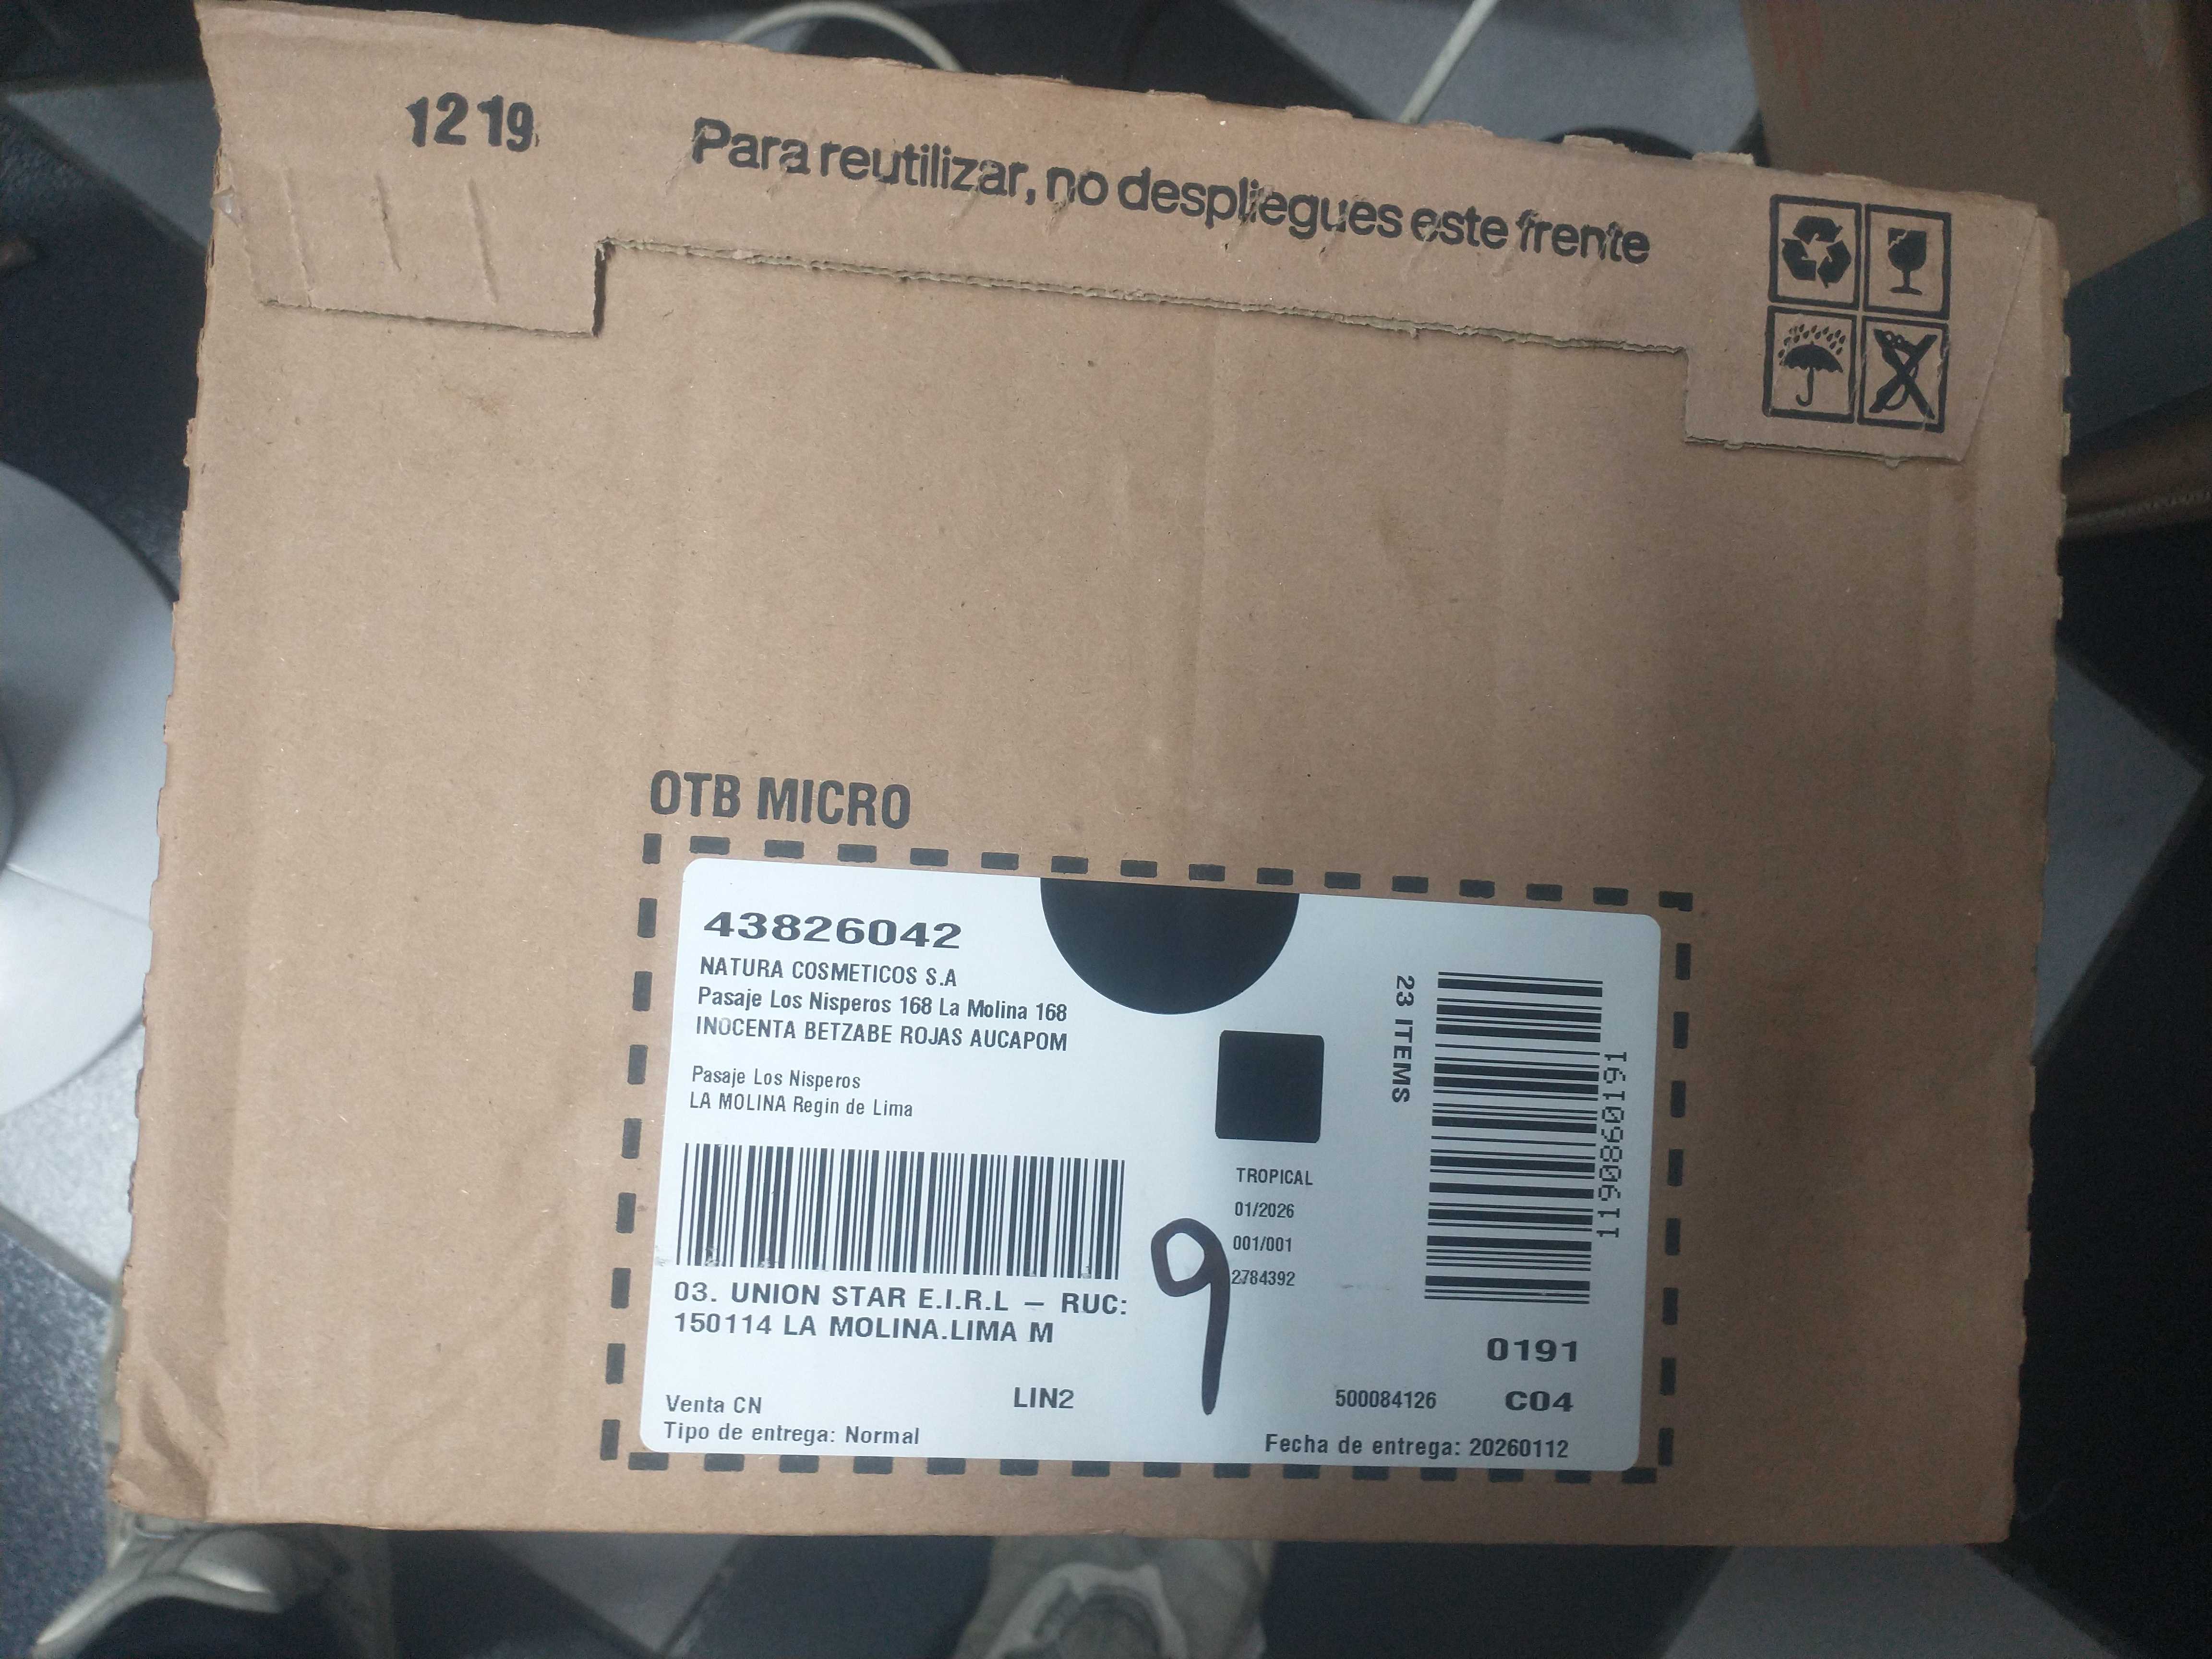 1219
Para reutilizar, no despliegues este frente
OTB MICRO
43826042
NATURA COSMETICOS S.A
Pasaje Los Nisperos 168 La Molina 168
INOCENTA BETZABE ROJAS AUCAPOM
Pasaje Los Nisperos
LA MOLINA Regin de Lima
03. UNION STAR E.I.R.L – RUC:
150114 LA MOLINA.LIMA M
Venta CN
LIN2
Tipo de entrega: Normal
TROPICAL
01/2026
001/001
2784392
9
23 ITEMS
1190860191
0191
500084126
C04
Fecha de entrega: 20260112